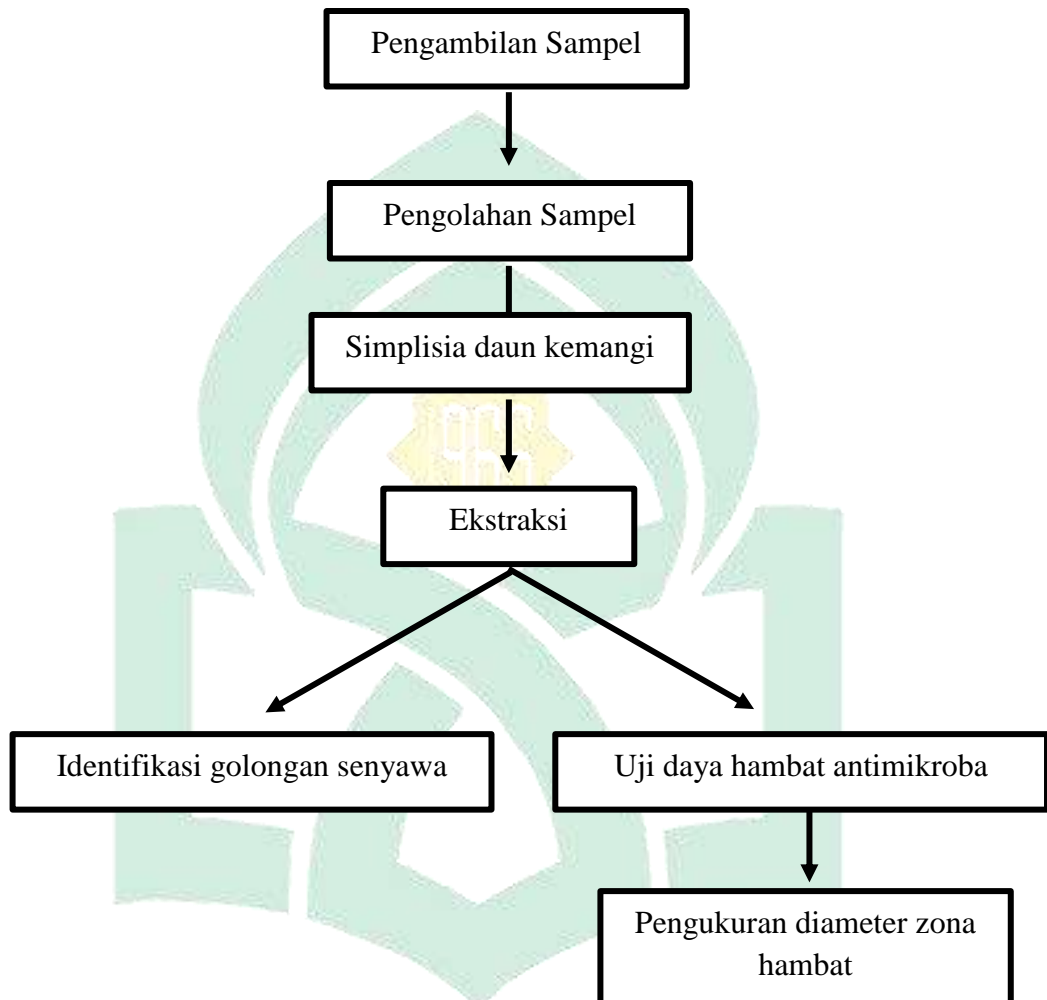 Pengambilan Sampel
Pengolahan Sampel
Simplisia daun kemangi
Ekstraksi
Identifikasi golongan senyawa
Uji daya hambat antimikroba
Pengukuran diameter zona
hambat